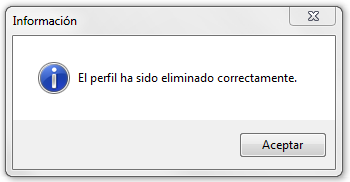 Información
El perfil ha sido eliminado correctamente.
Aceptar